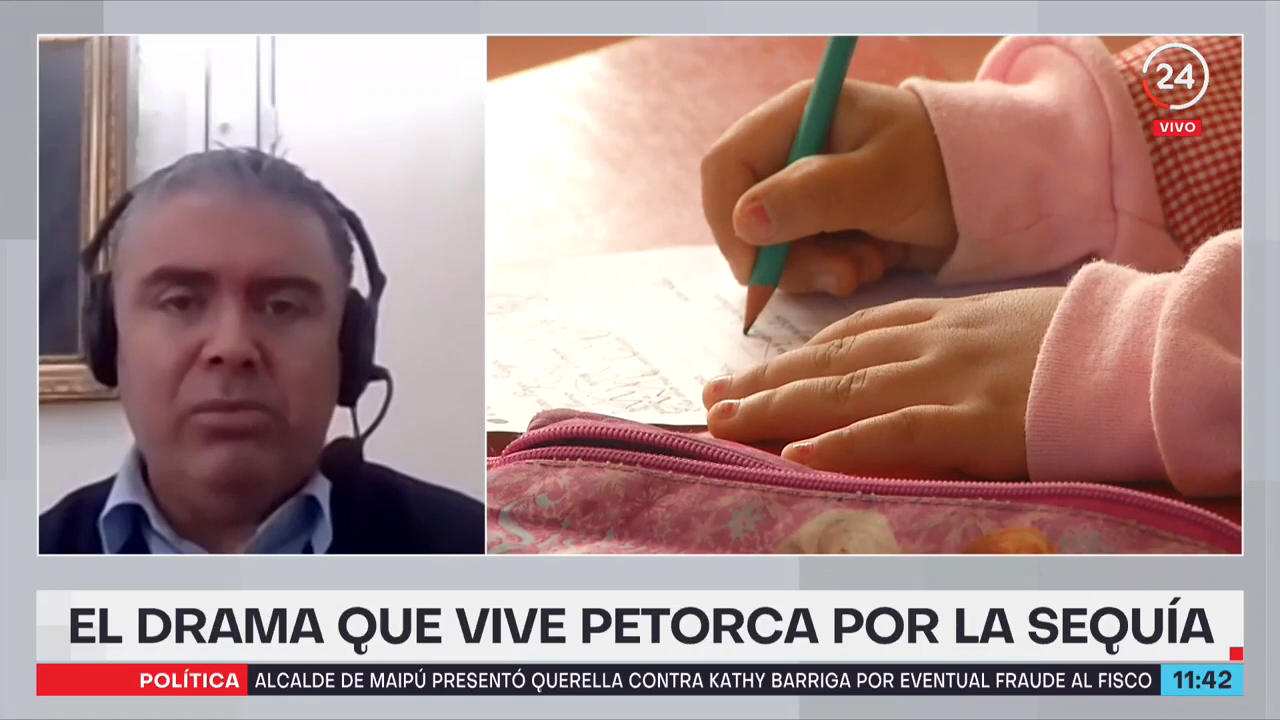 24
VIVO
EL DRAMA QUE VIVE PETORCA POR LA SEQUÍA
POLÍTICA ALCALDE DE MAIPÚ PRESENTÓ QUERELLA CONTRA KATHY BARRIGA POR EVENTUAL FRAUDE AL FISCO 11:42